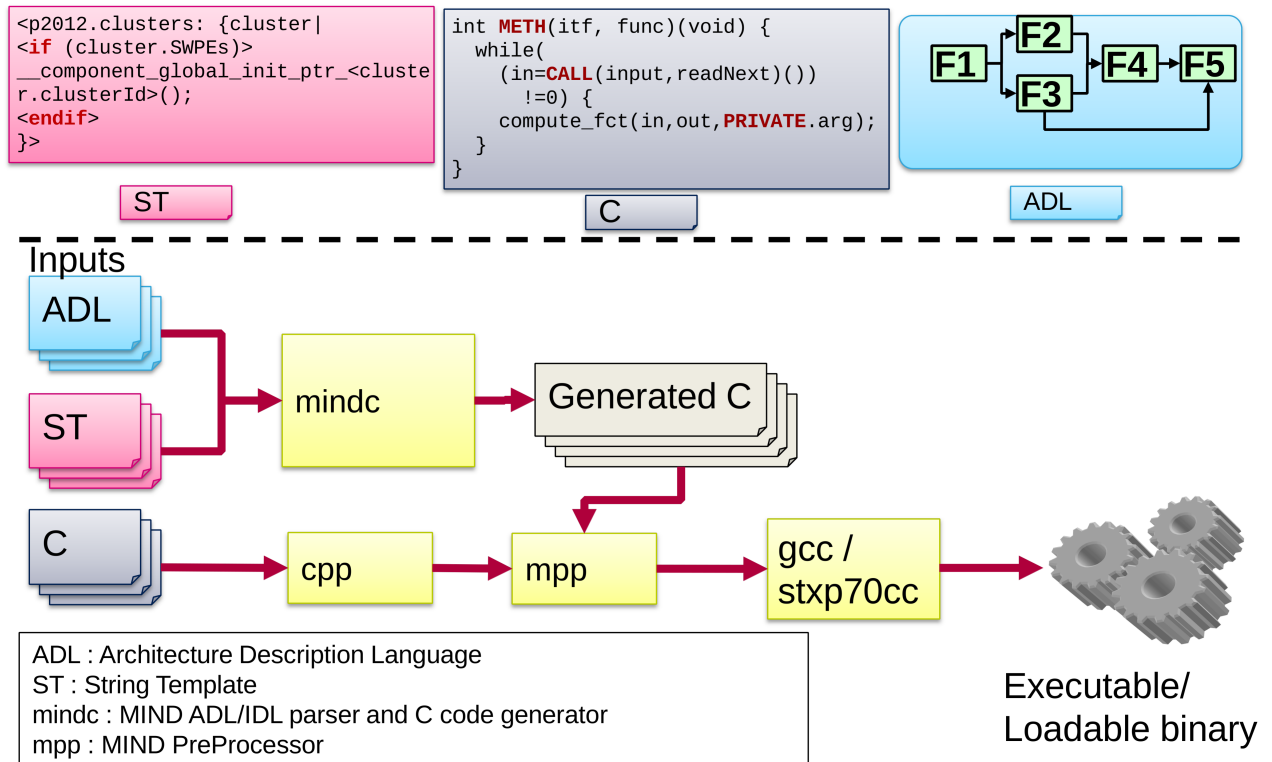 <p2012.clusters: {cluster|
<if (cluster.SWPEs)>
__component_global_init_ptr_<cluste
r.clusterId>();
<endif>
}>
ST
int METH(itf, func)(void) {
while(
(in=CALL(input,readNext)())
!=0) {
compute_fct(in,out,PRIVATE.arg);
}
}
C
F1
F2
F3
F4
F5
ADL
Inputs
ADL
ST
C
mindc
Generated C
cpp
mpp
gcc /
stxp70cc
Executable/
Loadable binary
ADL : Architecture Description Language
ST : String Template
mindc : MIND ADL/IDL parser and C code generator
mpp : MIND PreProcessor